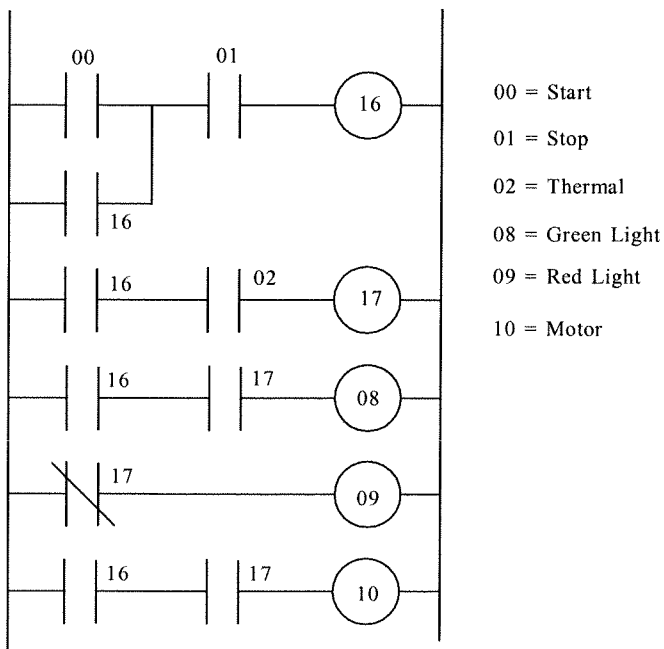 00 01
16
16
16 02 17
16 17 08
17 09
16 17 10
00 = Start
01 = Stop
02 = Thermal
08 = Green Light
09 = Red Light
10 = Motor